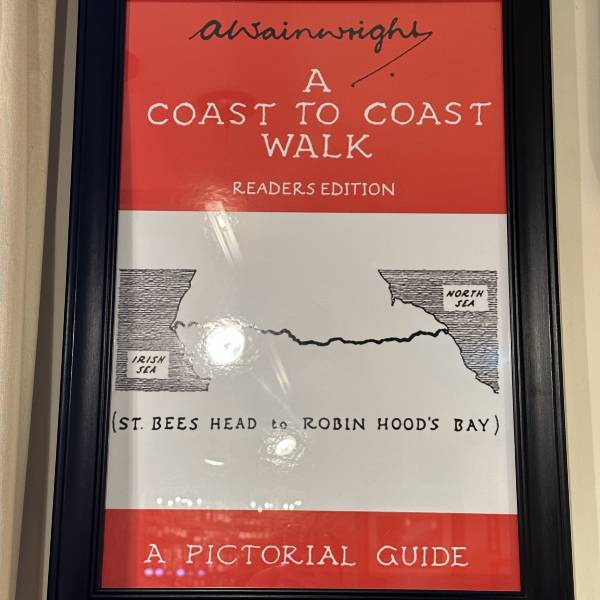 AWainwright
A
COAST TO COAST
WALK
READERS EDITION
NORTH
SEA
IRISH
SEA
(ST. BEES HEAD to ROBIN HOOD'S BAY)
A PICTORIAL GUIDE